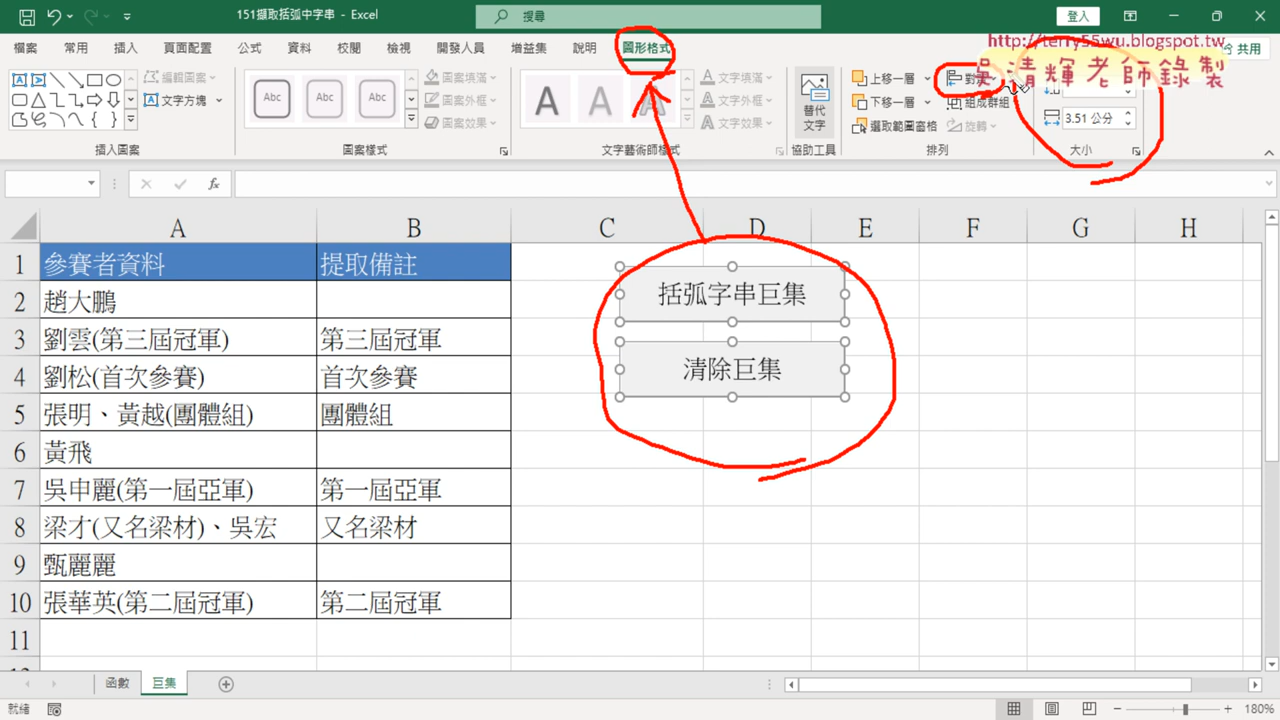 151擷取括弧中字串 - Excel
搜尋
登入
檔案 常用 插入 頁面配置 公式 資料 校閱 檢視 開發人員 增益集 說明 圖形格式 共用
http://terry55wu.blogspot.tw
吳清輝老師錄製
編輯圖案
文字方塊
插入圖案
Abc Abc Abc
圖案填滿
圖案外框
圖案效果
圖案樣式
A A A
文字填滿
文字外框
文字效果
文字藝術師樣式
替代文字
協助工具
上移一層
下移一層
選取範圍窗格
組成群組
旋轉
排列
3.51 公分
大小
fx
A B C D E F G H
1 參賽者資料 提取備註
2 趙大鵬
3 劉雲(第三屆冠軍) 第三屆冠軍
4 劉松(首次參賽) 首次參賽
5 張明、黃越(團體組) 團體組
6 黃飛
7 吳申麗(第一屆亞軍) 第一屆亞軍
8 梁才(又名梁材)、吳宏 又名梁材
9 甄麗麗
10 張華英(第二屆冠軍) 第二屆冠軍
11
括弧字串巨集
清除巨集
函數 巨集
就緒
180%